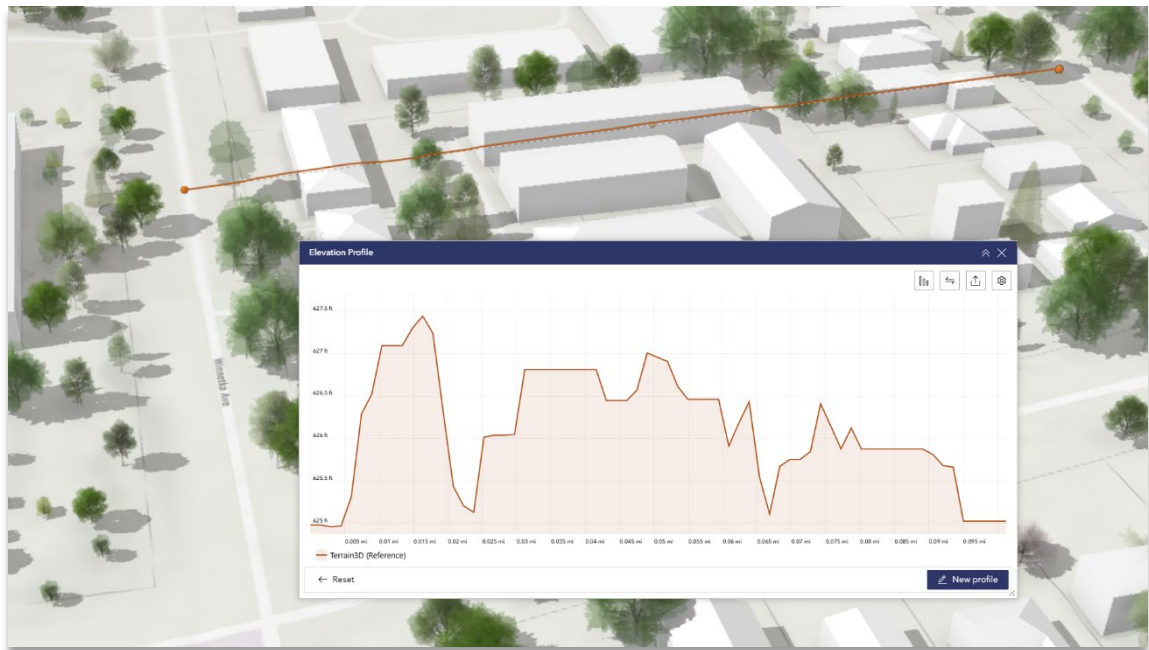 Winnetka Ave
Elevation Profile
627.5 ft
627 ft
626.5 ft
626 ft
625.5 ft
625 ft
0.005 mi 0.01 mi 0.015 mi 0.02 mi 0.025 mi 0.03 mi 0.035 mi 0.04 mi 0.045 mi 0.05 mi 0.055 mi 0.06 mi 0.065 mi 0.07 mi 0.075 mi 0.08 mi 0.085 mi 0.09 mi 0.095 mi
Terrain3D (Reference)
Reset
New profile